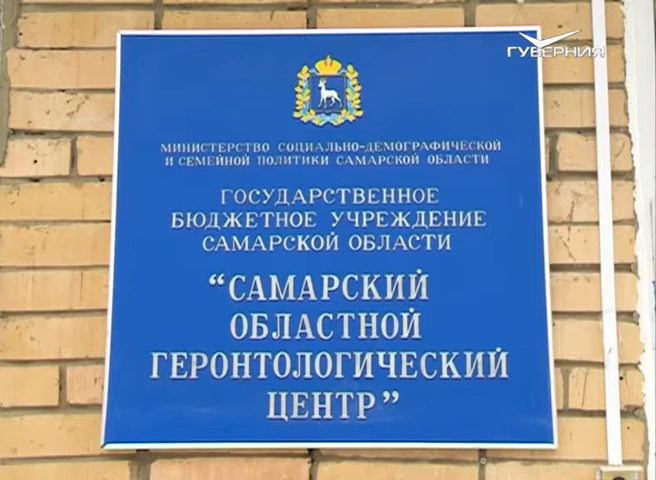 ГУБЕРНИЯ
МИНИСТЕРСТВО СОЦИАЛЬНО-ДЕМОГРАФИЧЕСКОЙ
И СЕМЕЙНОЙ ПОЛИТИКИ САМАРСКОЙ ОБЛАСТИ
ГОСУДАРСТВЕННОЕ
БЮДЖЕТНОЕ УЧРЕЖДЕНИЕ
САМАРСКОЙ ОБЛАСТИ
“САМАРСКИЙ
ОБЛАСТНОЙ
ГЕРОНТОЛОГИЧЕСКИЙ
ЦЕНТР”